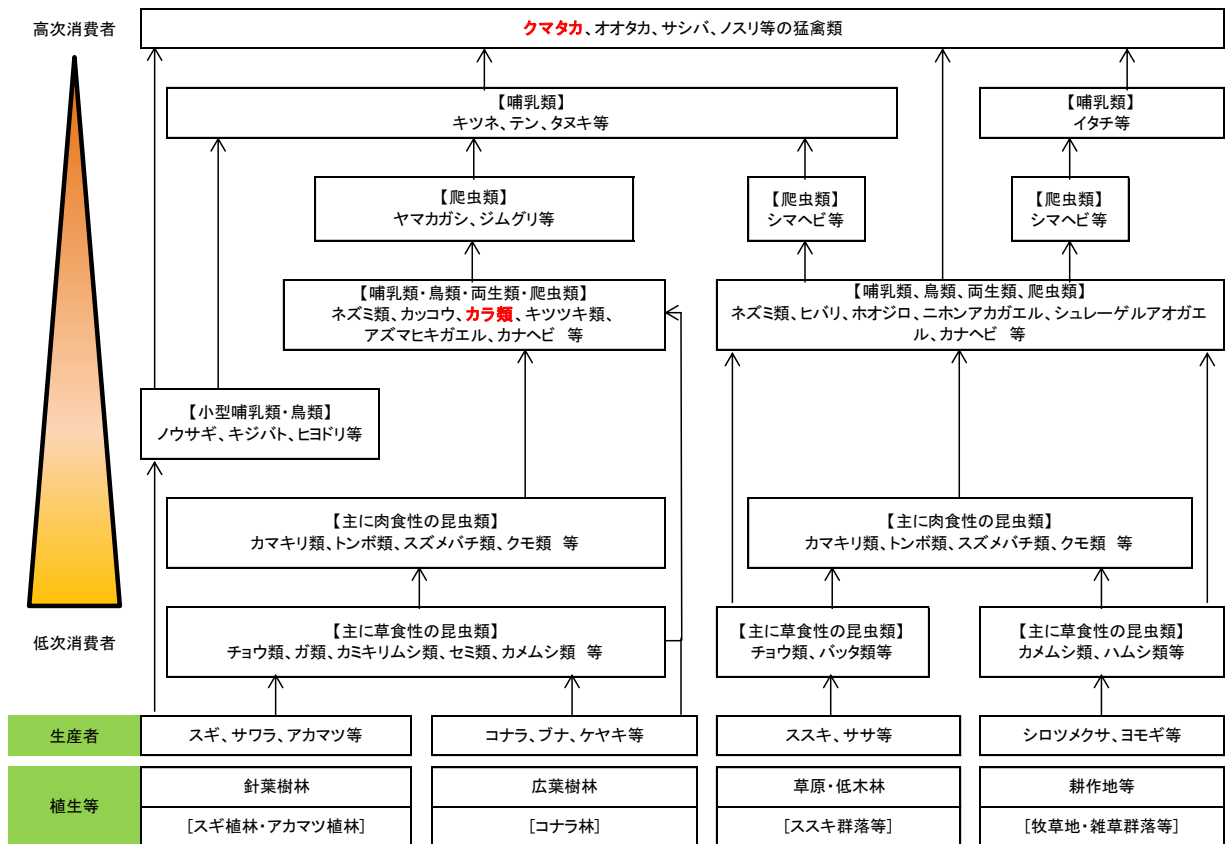 高次消費者
クマタカ、オオタカ、サシバ、ノスリ等の猛禽類
【哺乳類】
キツネ、テン、タヌキ等
【哺乳類】
イタチ等
【爬虫類】
ヤマカガシ、ジムグリ等
【爬虫類】
シマヘビ等
【爬虫類】
シマヘビ等
【哺乳類・鳥類・両生類・爬虫類】
ネズミ類、カッコウ、カラ類、キツツキ類、
アズマヒキガエル、カナヘビ 等
【哺乳類、鳥類、両生類、爬虫類】
ネズミ類、ヒバリ、ホオジロ、ニホンアカガエル、シュレーゲルアオガエ
ル、カナヘビ 等
【小型哺乳類・鳥類】
ノウサギ、キジバト、ヒヨドリ等
【主に肉食性の昆虫類】
カマキリ類、トンボ類、スズメバチ類、クモ類 等
【主に肉食性の昆虫類】
カマキリ類、トンボ類、スズメバチ類、クモ類 等
低次消費者
【主に草食性の昆虫類】
チョウ類、ガ類、カミキリムシ類、セミ類、カメムシ類 等
【主に草食性の昆虫類】
チョウ類、バッタ類等
【主に草食性の昆虫類】
カメムシ類、ハムシ類等
生産者
スギ、サワラ、アカマツ等
コナラ、ブナ、ケヤキ等
ススキ、ササ等
シロツメクサ、ヨモギ等
植生等
針葉樹林
広葉樹林
草原・低木林
耕作地等
[スギ植林・アカマツ植林]
[コナラ林]
[ススキ群落等]
[牧草地・雑草群落等]